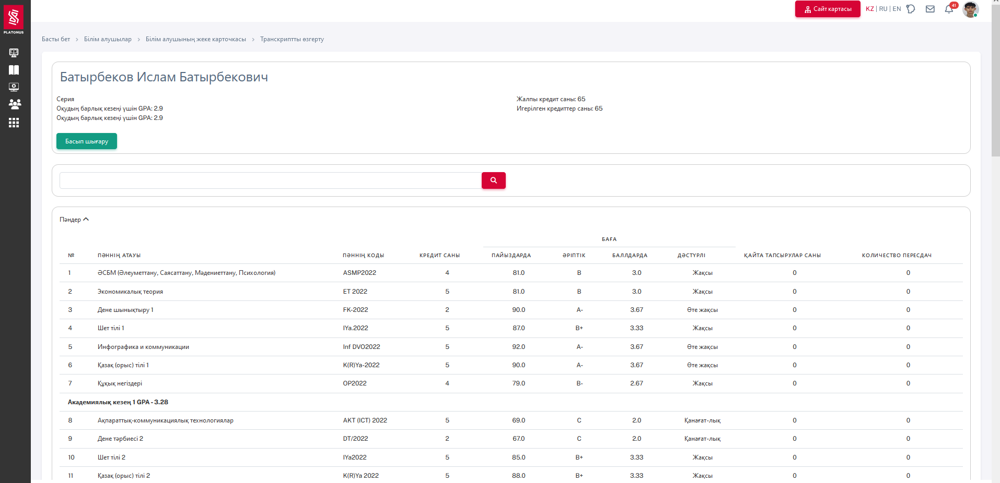 PLATONUS
Сайт картасы
KZ | RU | EN
41
Басты бет > Білім алушылар > Білім алушының жеке карточкасы > Транскриптты өзгерту
Батырбеков Ислам Батырбекович
Серия
Жалпы кредит саны: 65
Оқудың барлық кезеңі үшін GPA: 2.9
Игерілген кредиттер саны: 65
Оқудың барлық кезеңі үшін GPA: 2.9
Басып шығару
Пәндер
БАҒА
№ ПӘННІҢ АТАУЫ ПӘННІҢ КОДЫ КРЕДИТ САНЫ ПАЙЫЗДАРДА ӘРІПТІК БАЛЛДАРДА ДӘСТҮРЛІ ҚАЙТА ТАПСЫРУЛАР САНЫ КОЛИЧЕСТВО ПЕРЕСДАЧ
1 ӘСБМ (Әлеуметтану, Саясаттану, Мәдениеттану, Психология) ASMP2022 4 81.0 B 3.0 Жақсы 0 0
2 Экономикалық теория ET 2022 5 81.0 B 3.0 Жақсы 0 0
3 Дене шынықтыру 1 FK-2022 2 90.0 A- 3.67 Өте жақсы 0 0
4 Шет тілі 1 IYa.2022 5 87.0 B+ 3.33 Жақсы 0 0
5 Инфографика и коммуникации Inf DVO2022 5 92.0 A- 3.67 Өте жақсы 0 0
6 Қазақ (орыс) тілі 1 K(R)Ya-2022 5 90.0 A- 3.67 Өте жақсы 0 0
7 Құқық негіздері OP2022 4 79.0 B- 2.67 Жақсы 0 0
Академиялық кезең 1 GPA - 3.28
8 Ақпараттық-коммуникациялық технологиялар AKT (ICT) 2022 5 69.0 C 2.0 Қанағат-лық 0 0
9 Дене тәрбиесі 2 DT/2022 2 67.0 C 2.0 Қанағат-лық 0 0
10 Шет тілі 2 IYa2022 5 85.0 B+ 3.33 Жақсы 0 0
11 Қазақ (орыс) тілі 2 K(R)Ya 2022 5 88.0 B+ 3.33 Жақсы 0 0